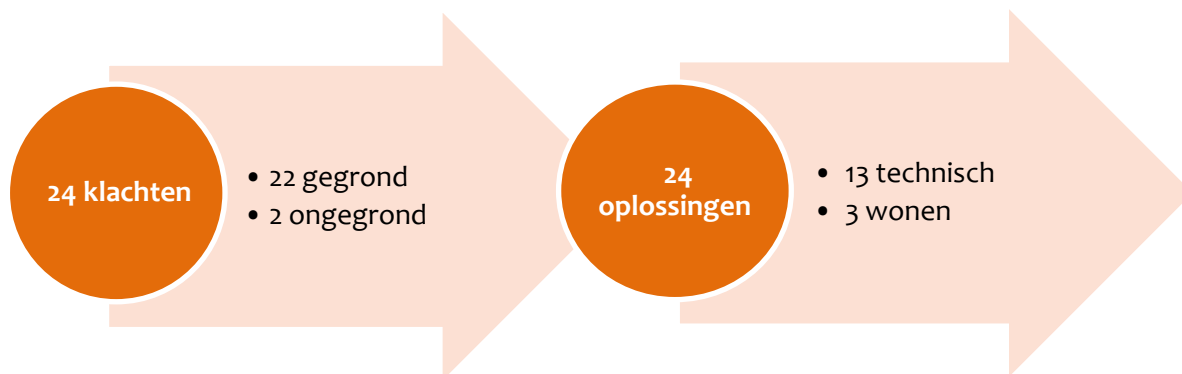 24 klachten
• 22 gegrond
• 2 ongegrond
24
oplossingen
• 13 technisch
• 3 wonen